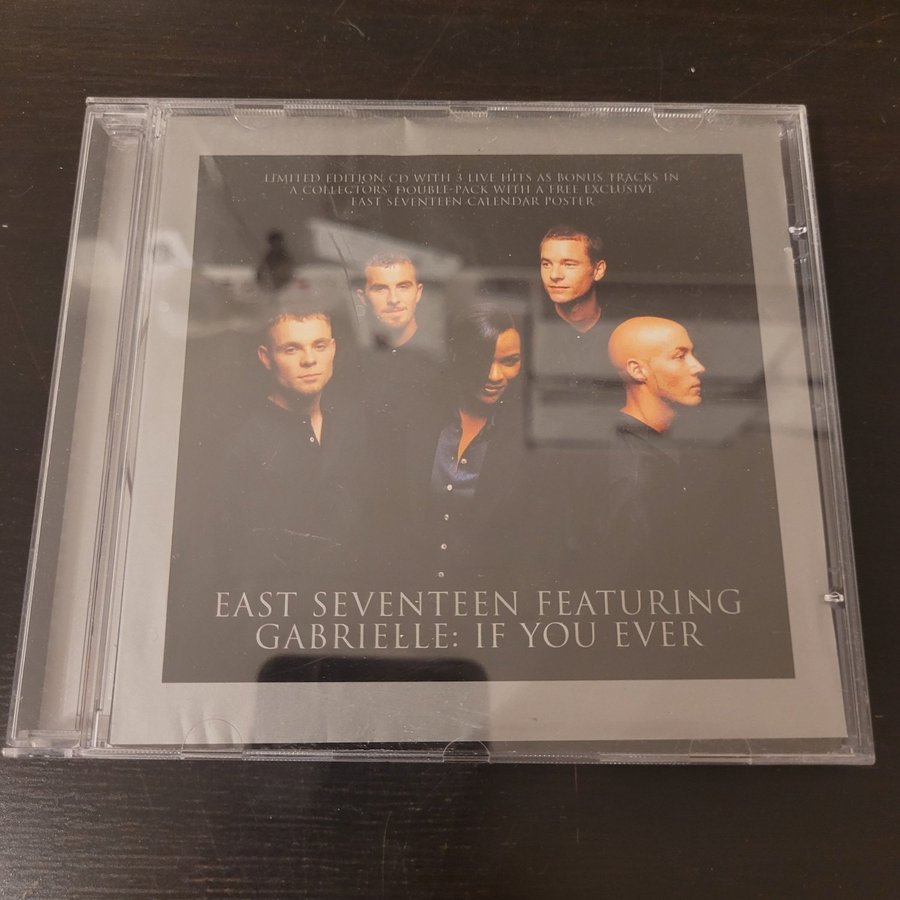 LIMITED EDITION CD WITH 3 LIVE HITS AS BONUS TRACKS IN
A COLLECTORS' DOUBLE-PACK WITH A FREE EXCLUSIVE
EAST SEVENTEEN CALENDAR POSTER
EAST SEVENTEEN FEATURING
GABRIELLE: IF YOU EVER